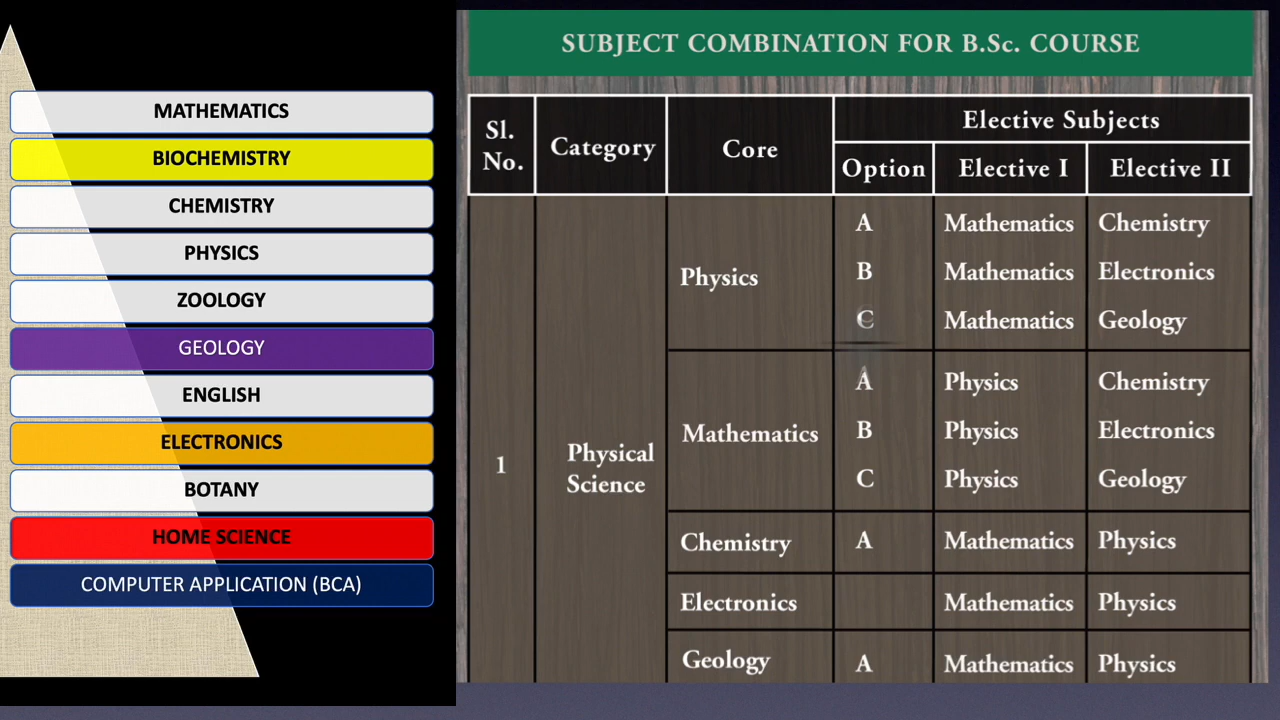 MATHEMATICS
BIOCHEMISTRY
CHEMISTRY
PHYSICS
ZOOLOGY
GEOLOGY
ENGLISH
ELECTRONICS
BOTANY
HOME SCIENCE
COMPUTER APPLICATION (BCA)
SUBJECT COMBINATION FOR B.Sc. COURSE
Sl. No. Category Core Elective Subjects
Option Elective I Elective II
1 Physical Science
Physics
A Mathematics Chemistry
B Mathematics Electronics
C Mathematics Geology
Mathematics
A Physics Chemistry
B Physics Electronics
C Physics Geology
Chemistry A Mathematics Physics
Electronics Mathematics Physics
Geology A Mathematics Physics